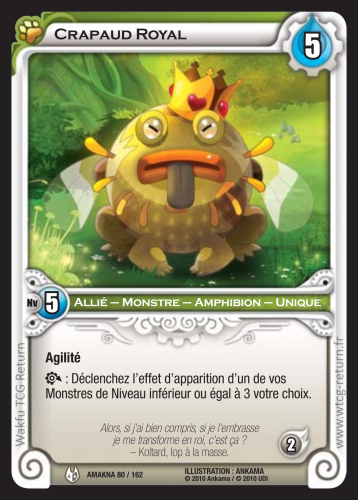 CRAPAUD ROYAL
5
Nv 5 ALLIÉ – MONSTRE – AMPHIBION – UNIQUE
Agilité
: Déclenchez l'effet d'apparition d'un de vos
Monstres de Niveau inférieur ou égal à 3 votre choix.
Alors, si j'ai bien compris, si je l'embrasse
je me transforme en roi, c'est ça ?
– Koltard, Iop à la masse.
2
AMAKNA 80 / 162
ILLUSTRATION : ANKAMA
© 2010 Ankama / © 2010 UDI
Wakfu TCG Return
www.wtcg-return.fr